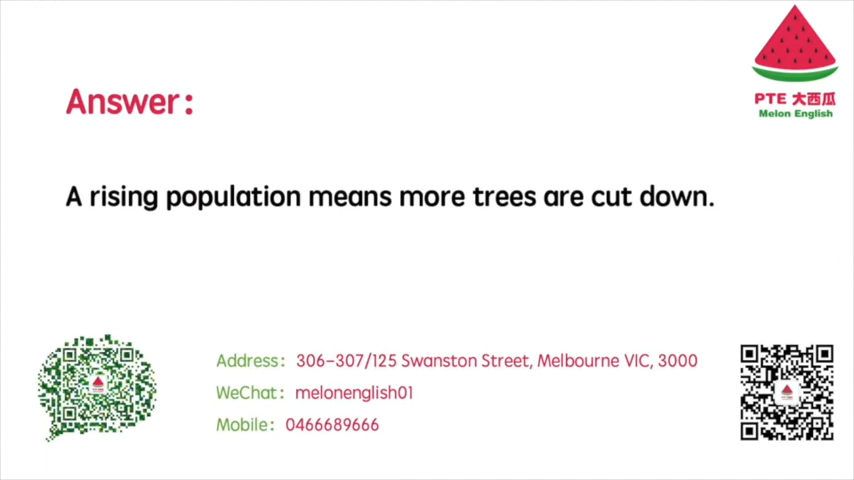 PTE 大西瓜
Melon English
Answer:
A rising population means more trees are cut down.
Address: 306-307/125 Swanston Street, Melbourne VIC, 3000
WeChat: melonenglish01
Mobile: 0466689666